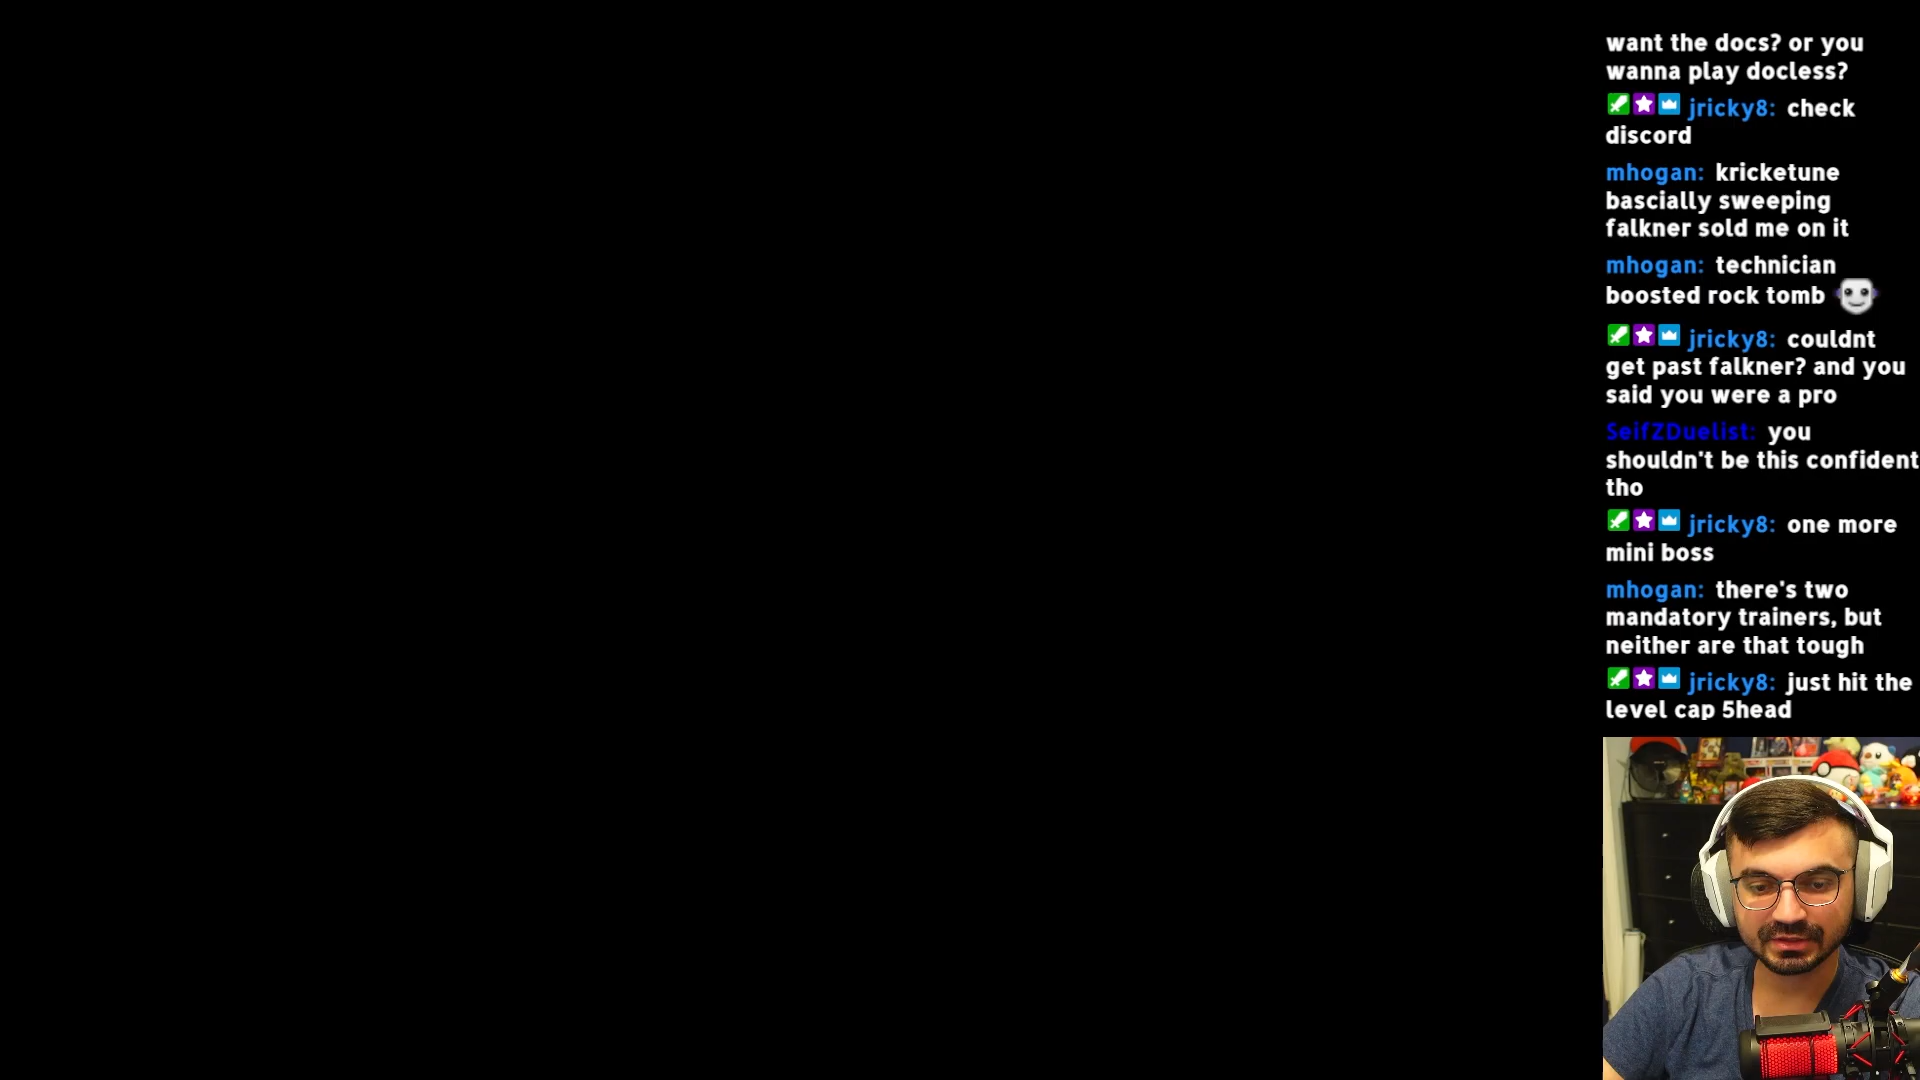 want the docs? or you
wanna play docless?
jricky8: check
discord
mhogan: kricketune
bascially sweeping
falkner sold me on it
mhogan: technician
boosted rock tomb
jricky8: couldnt
get past falkner? and you
said you were a pro
SeifZDuelist: you
shouldn't be this confident
tho
jricky8: one more
mini boss
mhogan: there's two
mandatory trainers, but
neither are that tough
jricky8: just hit the
level cap 5head